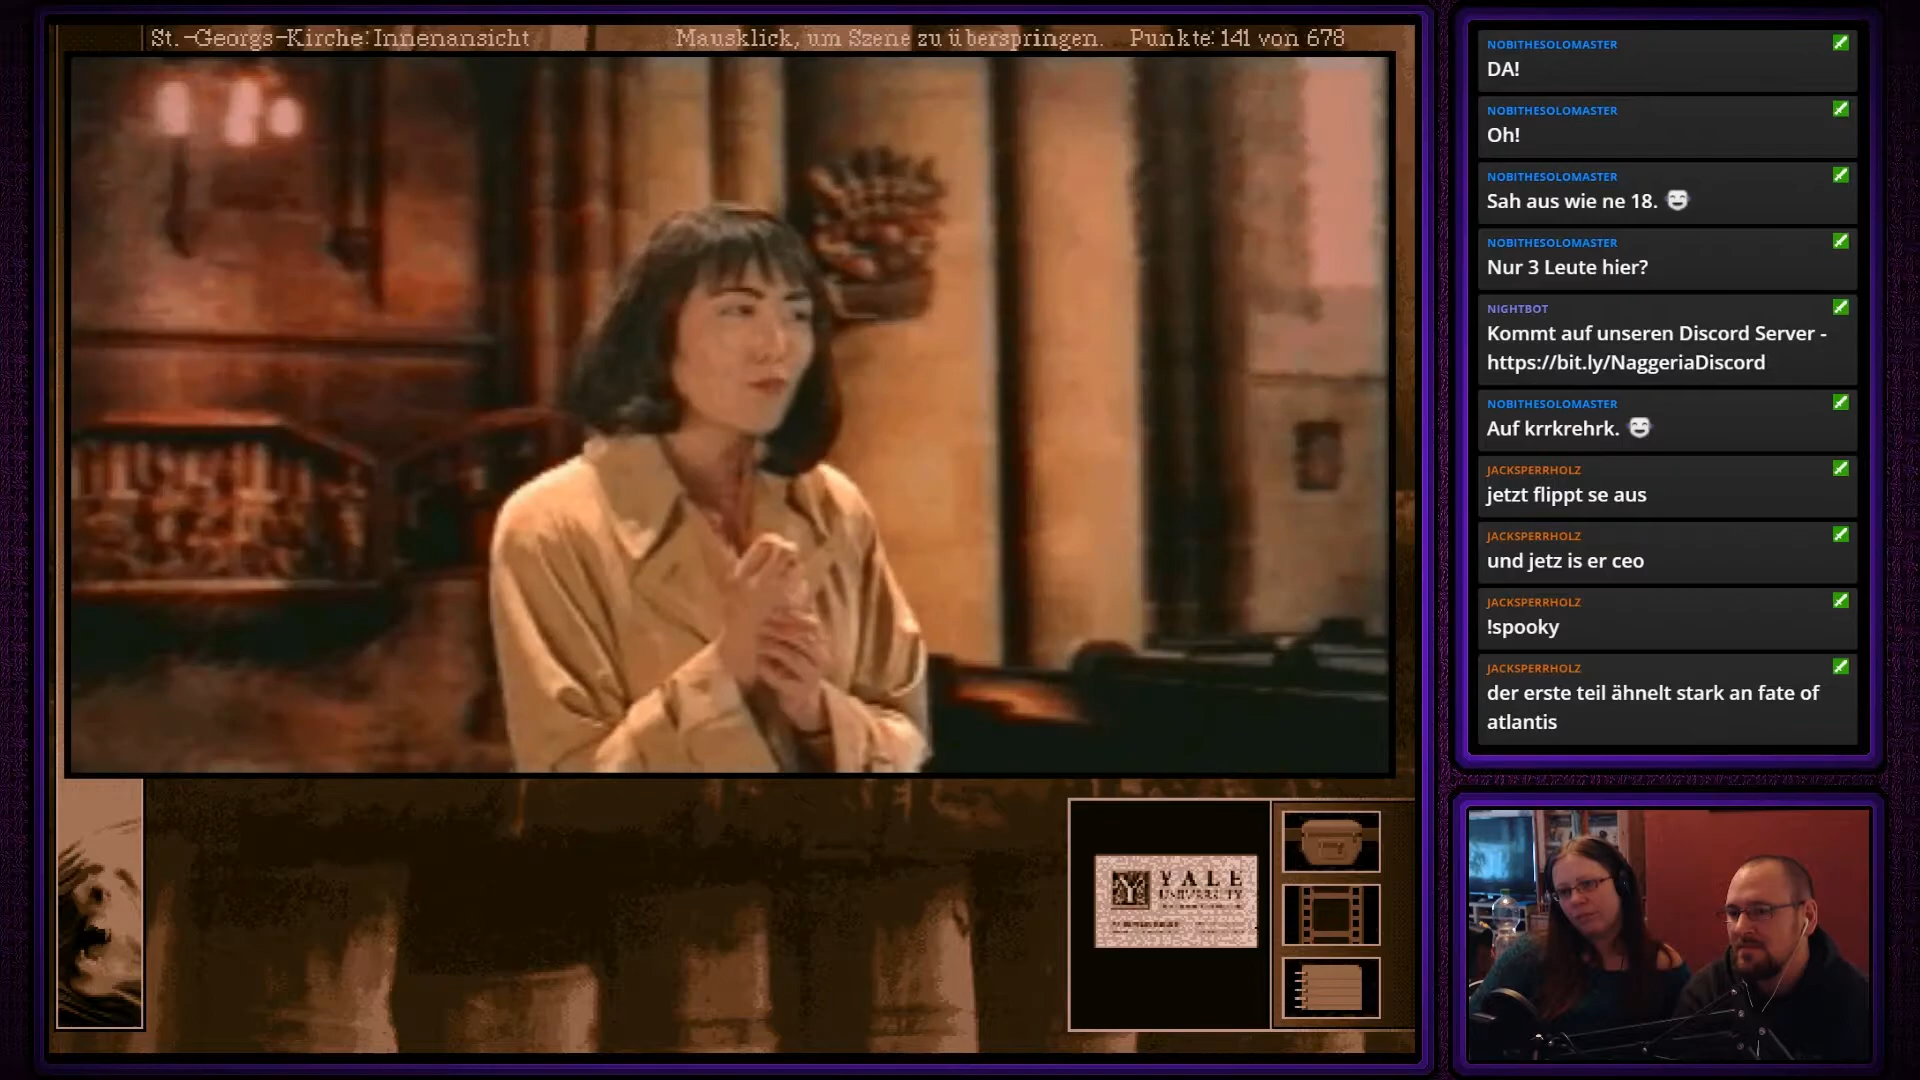 St.-Georgs-Kirche: Innenansicht
Mausklick, um Szene zu überspringen.
Punkte: 141 von 678
YALE
UNIVERSITY
NOBITHESOLOMASTER
DA!
NOBITHESOLOMASTER
Oh!
NOBITHESOLOMASTER
Sah aus wie ne 18.
NOBITHESOLOMASTER
Nur 3 Leute hier?
NIGHTBOT
Kommt auf unseren Discord Server -
https://bit.ly/NaggeriaDiscord
NOBITHESOLOMASTER
Auf krrkrehrk.
JACKSPERRHOLZ
jetzt flippt se aus
JACKSPERRHOLZ
und jetz is er ceo
JACKSPERRHOLZ
!spooky
JACKSPERRHOLZ
der erste teil ähnelt stark an fate of
atlantis